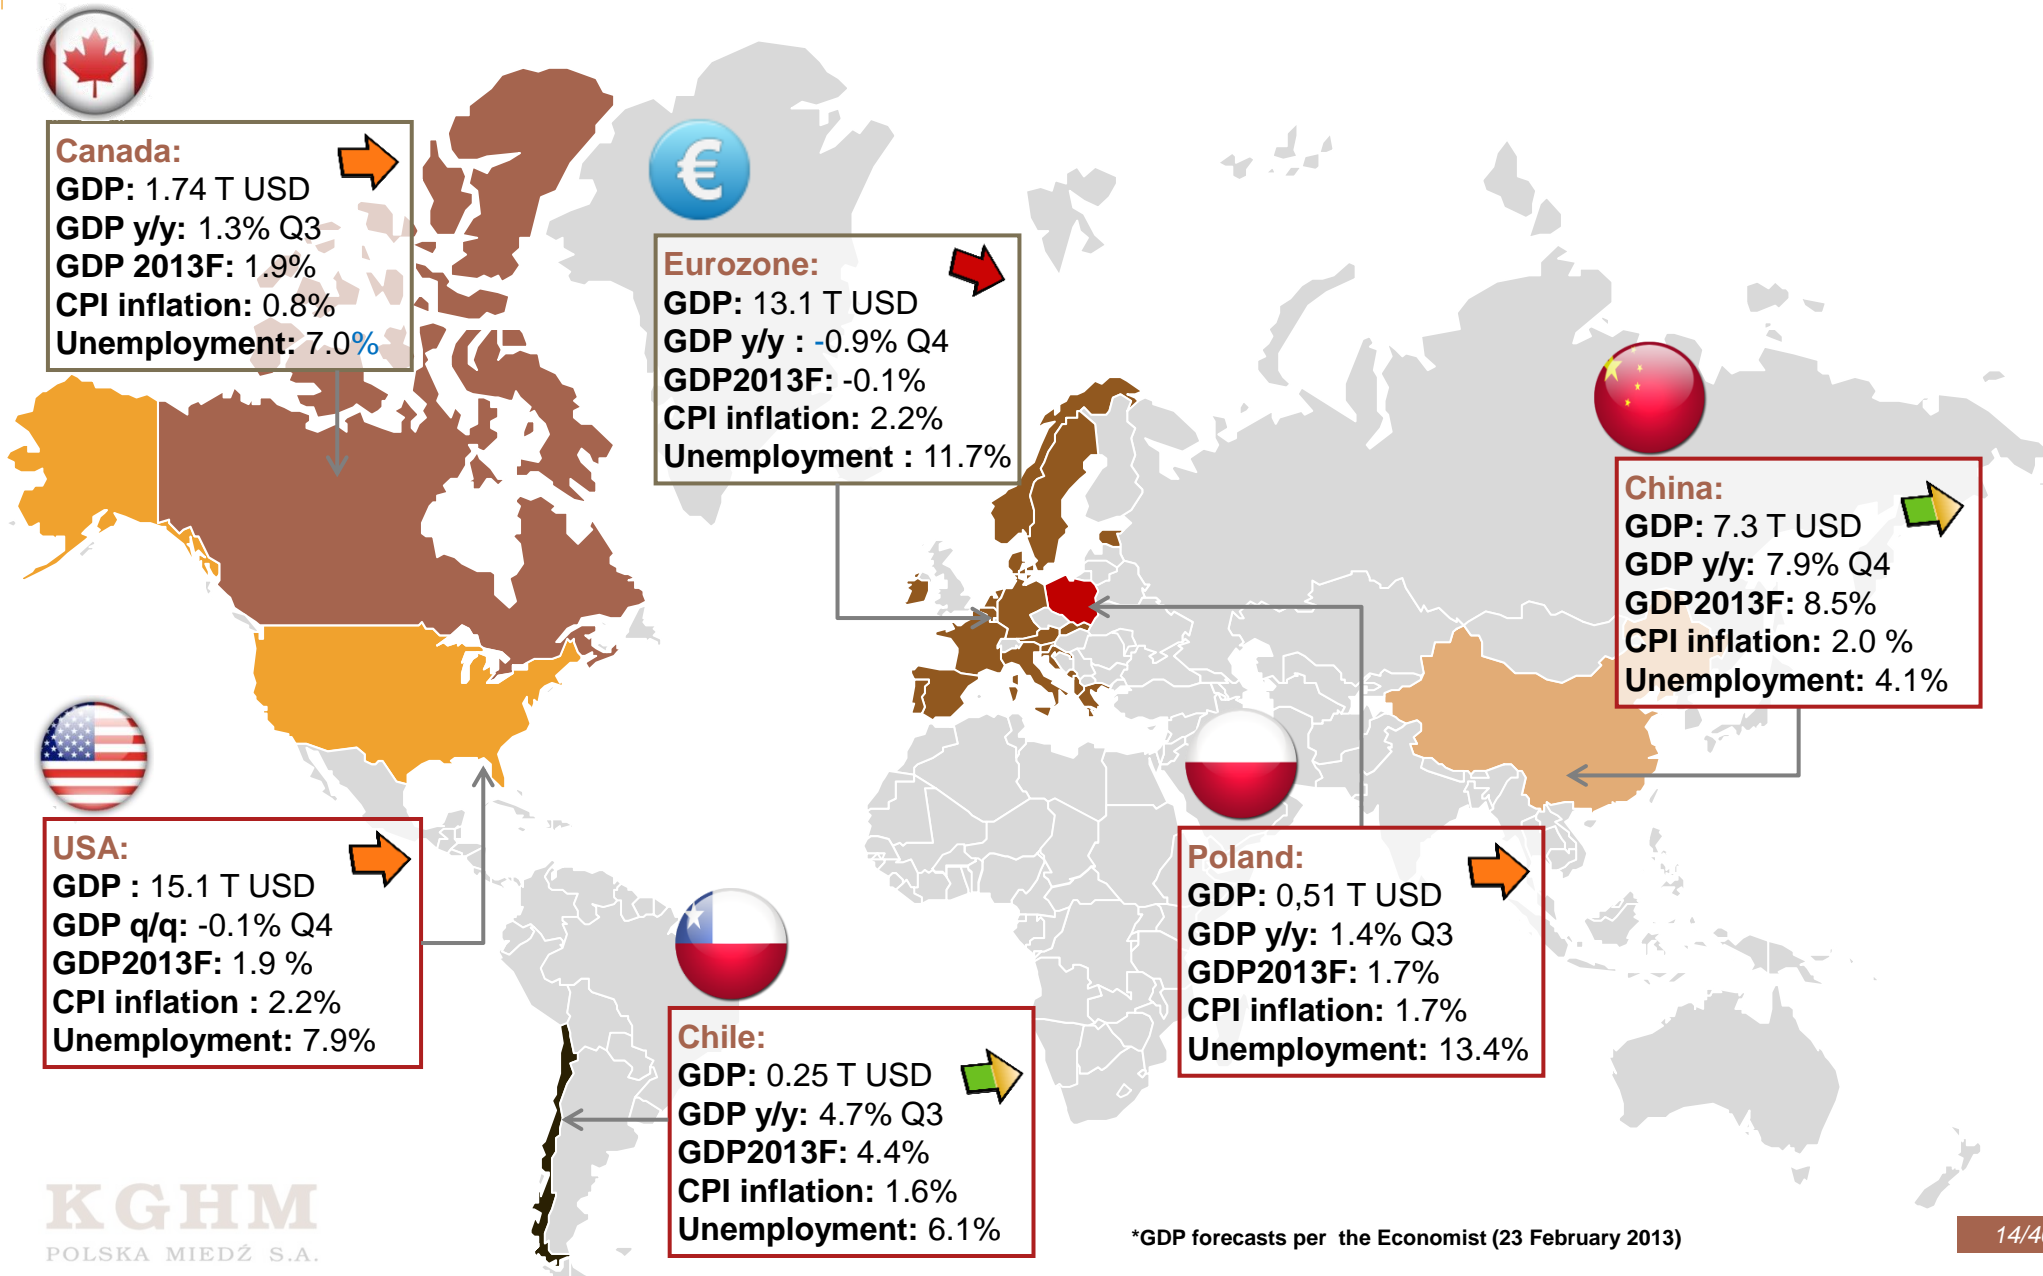 Canada:
GDP: 1.74 T USD
GDP y/y: 1.3% Q3
GDP 2013F: 1.9%
CPI inflation: 0.8%
Unemployment: 7.0%
€
Eurozone:
GDP: 13.1 T USD
GDP y/y : -0.9% Q4
GDP2013F: -0.1%
CPI inflation: 2.2%
Unemployment : 11.7%
China:
GDP: 7.3 T USD
GDP y/y: 7.9% Q4
GDP2013F: 8.5%
CPI inflation: 2.0 %
Unemployment: 4.1%
USA:
GDP : 15.1 T USD
GDP q/q: -0.1% Q4
GDP2013F: 1.9 %
CPI inflation : 2.2%
Unemployment: 7.9%
Chile:
GDP: 0.25 T USD
GDP y/y: 4.7% Q3
GDP2013F: 4.4%
CPI inflation: 1.6%
Unemployment: 6.1%
Poland:
GDP: 0,51 T USD
GDP y/y: 1.4% Q3
GDP2013F: 1.7%
CPI inflation: 1.7%
Unemployment: 13.4%
KGHM
POLSKA MIEDŹ S.A.
*GDP forecasts per the Economist (23 February 2013)
14/4